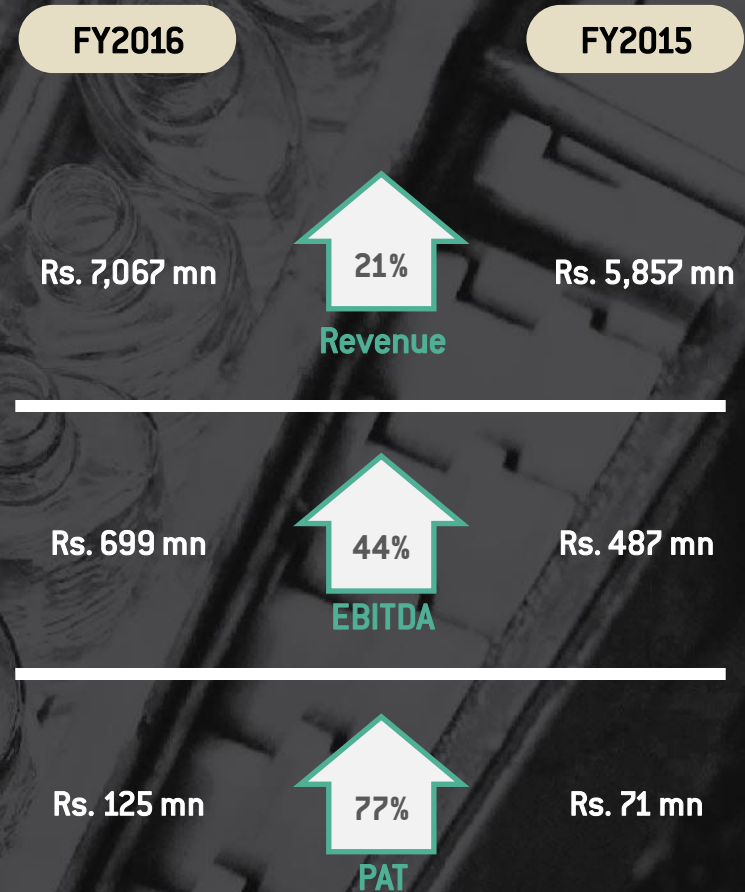 FY2016 FY2015
Rs. 7,067 mn 21% Rs. 5,857 mn
Revenue
Rs. 699 mn 44% Rs. 487 mn
EBITDA
Rs. 125 mn 77% Rs. 71 mn
PAT